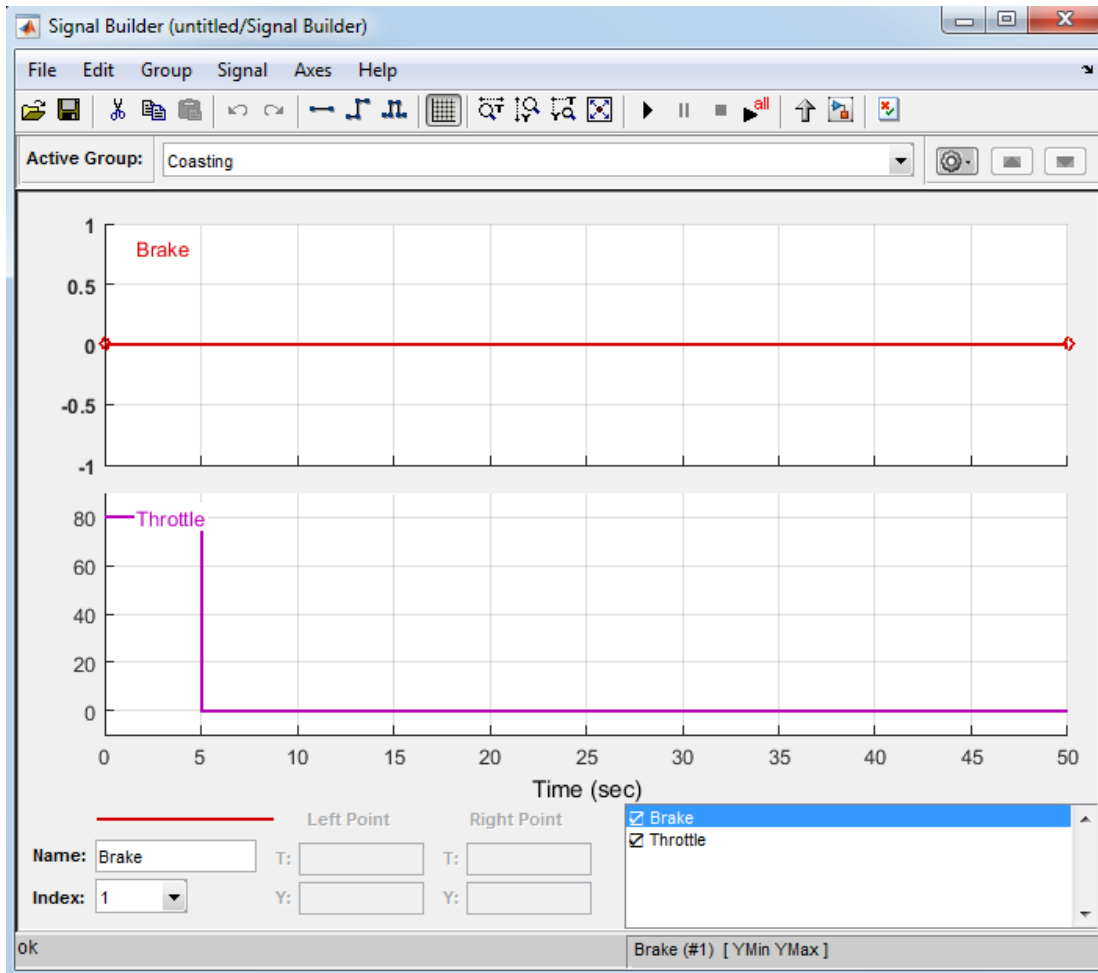 Signal Builder (untitled/Signal Builder)
File Edit Group Signal Axes Help
all
Active Group: Coasting
1
Brake
0.5
0
-0.5
-1
80
Throttle
60
40
20
0
0 5 10 15 20 25 30 35 40 45 50
Time (sec)
Left Point Right Point
Brake
Throttle
Name: Brake T: T:
Index: 1 Y: Y:
ok
Brake (#1) [ YMin YMax ]